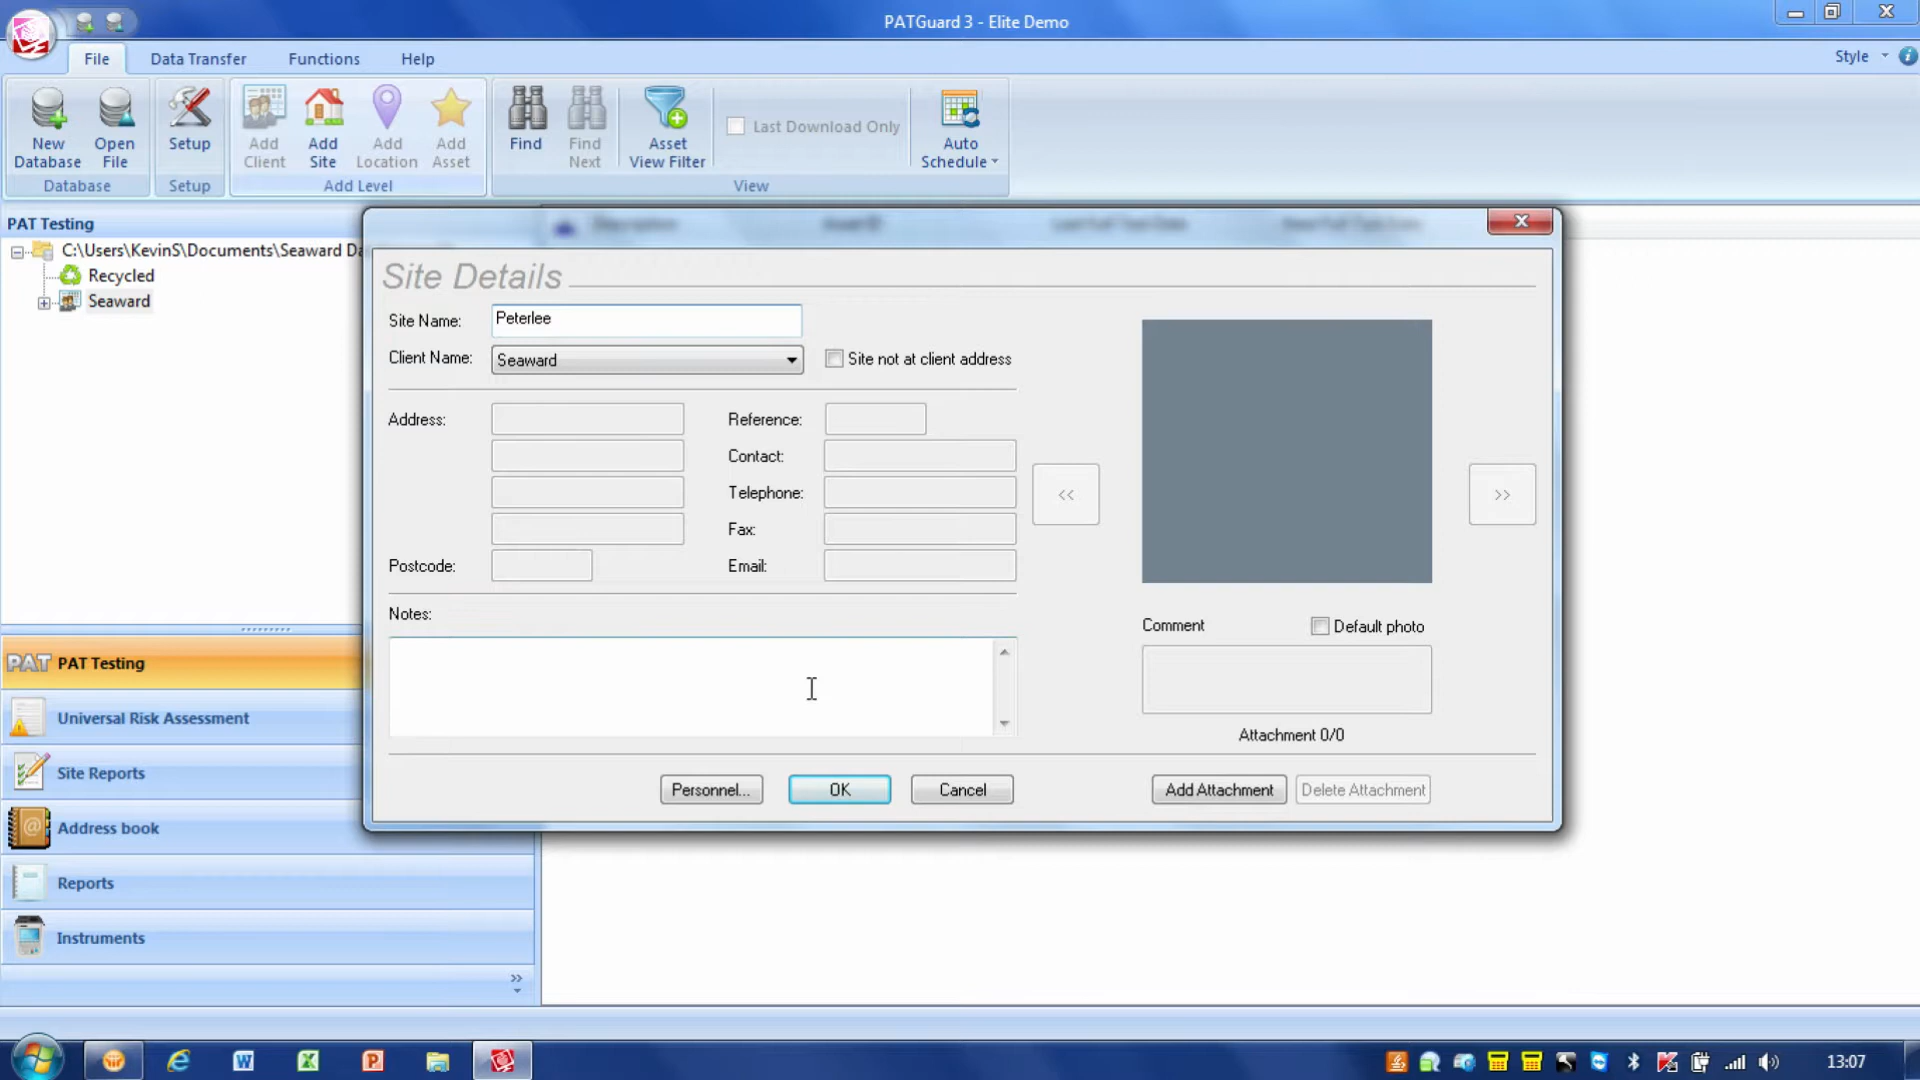 PATGuard 3 - Elite Demo
File Data Transfer Functions Help Style
New Database
Open File
Setup
Add Client
Add Site
Add Location
Add Asset
Find
Find Next
Asset View Filter
Last Download Only
Auto Schedule
Database Setup Add Level View
PAT Testing
C:\Users\KevinS\Documents\Seaward Da
Recycled
Seaward
Site Details
Site Name: Peterlee
Client Name: Seaward Site not at client address
Address: Reference:
Contact:
Telephone:
Fax:
Postcode: Email:
Notes:
<<
>>
Comment Default photo
Attachment 0/0
Personnel... OK Cancel Add Attachment Delete Attachment
PAT PAT Testing
Universal Risk Assessment
Site Reports
Address book
Reports
Instruments
13:07